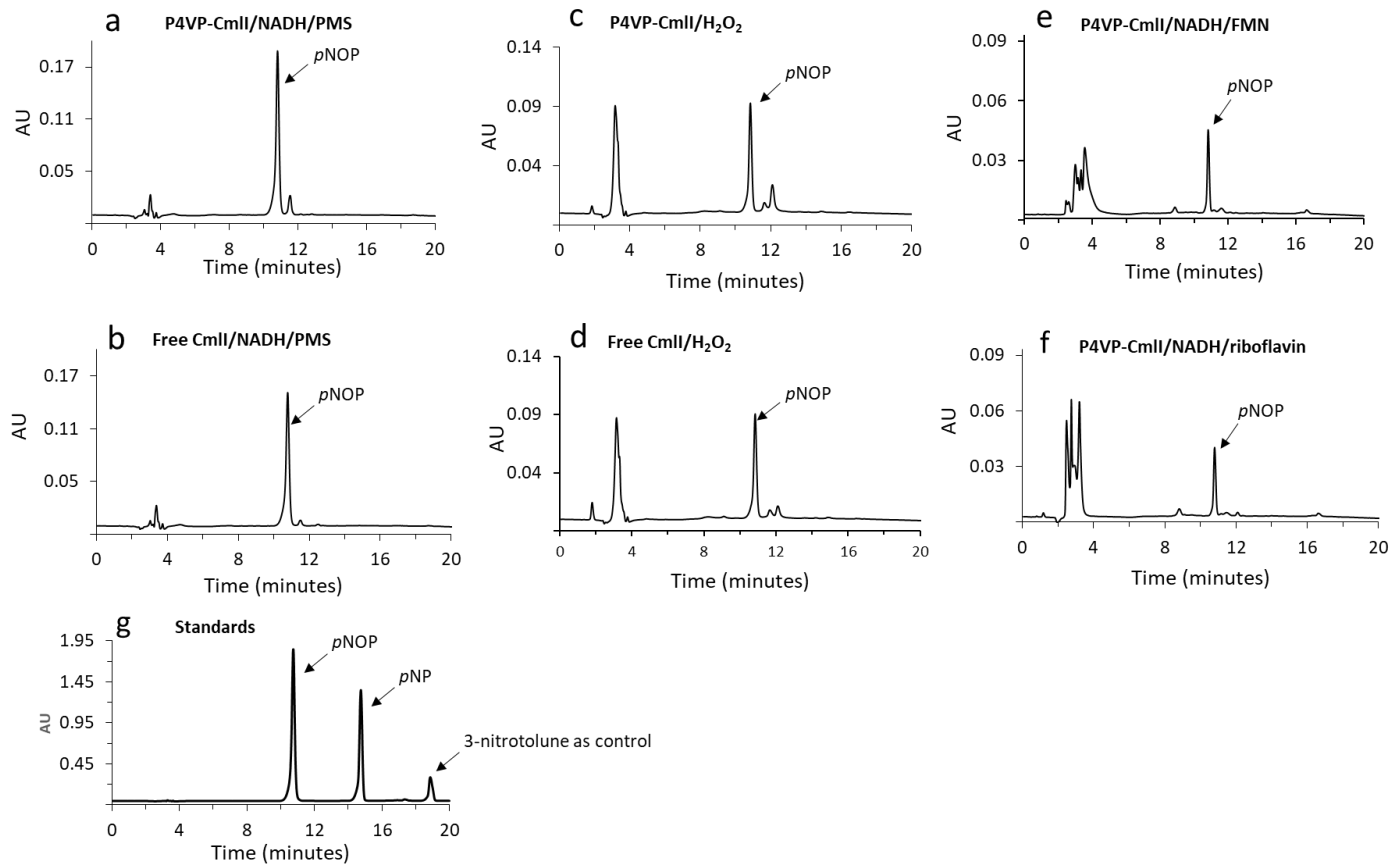 a P4VP-CmlI/NADH/PMS
pNOP
0.17
0.11
0.05
AU
0 4 8 12 16 20
Time (minutes)
c P4VP-CmlI/H₂O₂
pNOP
0.14
0.09
0.04
AU
0 4 8 12 16 20
Time (minutes)
e P4VP-CmlI/NADH/FMN
pNOP
0.09
0.06
0.03
AU
0 4 8 12 16 20
Time (minutes)
b Free CmlI/NADH/PMS
pNOP
0.17
0.11
0.05
AU
0 4 8 12 16 20
Time (minutes)
d Free CmlI/H₂O₂
pNOP
0.14
0.09
0.04
AU
0 4 8 12 16 20
Time (minutes)
f P4VP-CmlI/NADH/riboflavin
pNOP
0.09
0.06
0.03
AU
0 4 8 12 16 20
Time (minutes)
g Standards
pNOP
pNP
3-nitrotolune as control
1.95
1.45
0.95
0.45
AU
0 4 8 12 16 20
Time (minutes)